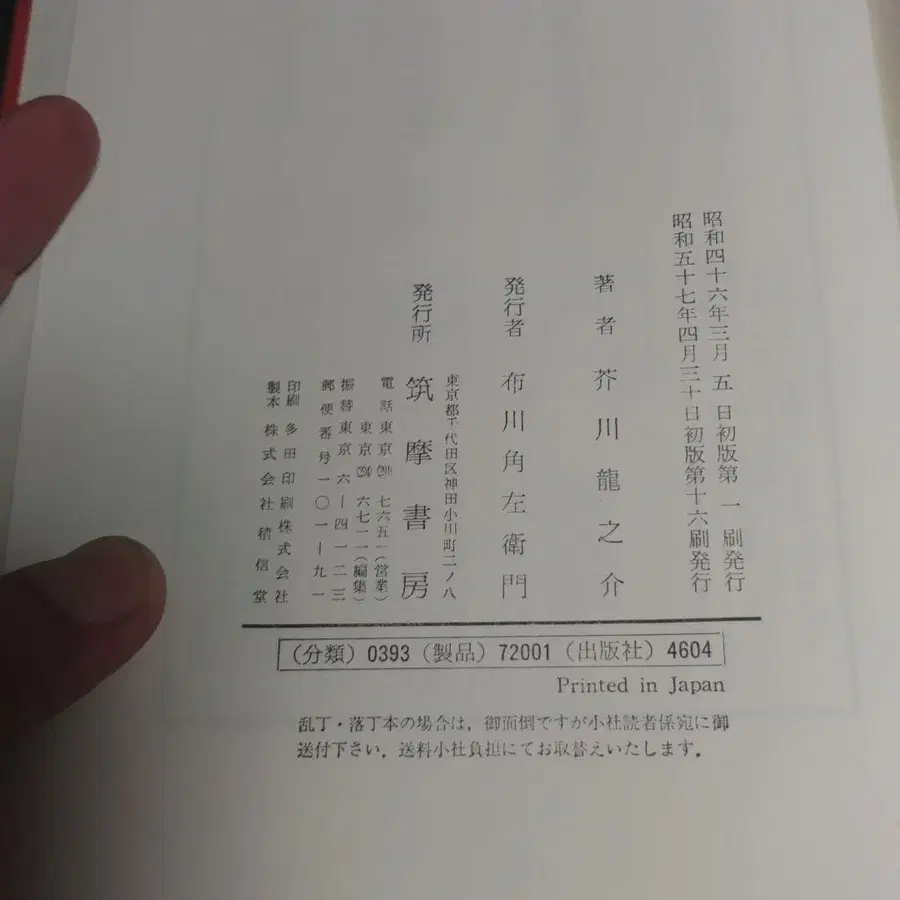 昭和四十六年三月 五 日初版第 一 刷発行
昭和五十七年四月三十日初版第十六刷発行
著者 芥川龍之介
発行者 布川角左衛門
東京都千代田区神田小川町二ノ八
発行所 筑摩書房
電話東京 七六五一(営業)
東京 六七一一(編集)
振替東京六―四一二三
郵便番号一〇一―九一
印刷 多田印刷株式会社
製本 株式会社積信堂
(分類) 0393 (製品) 72001 (出版社) 4604
Printed in Japan
乱丁・落丁本の場合は,御面倒ですが小社読者係宛に御
送付下さい.送料小社負担にてお取替えいたします.